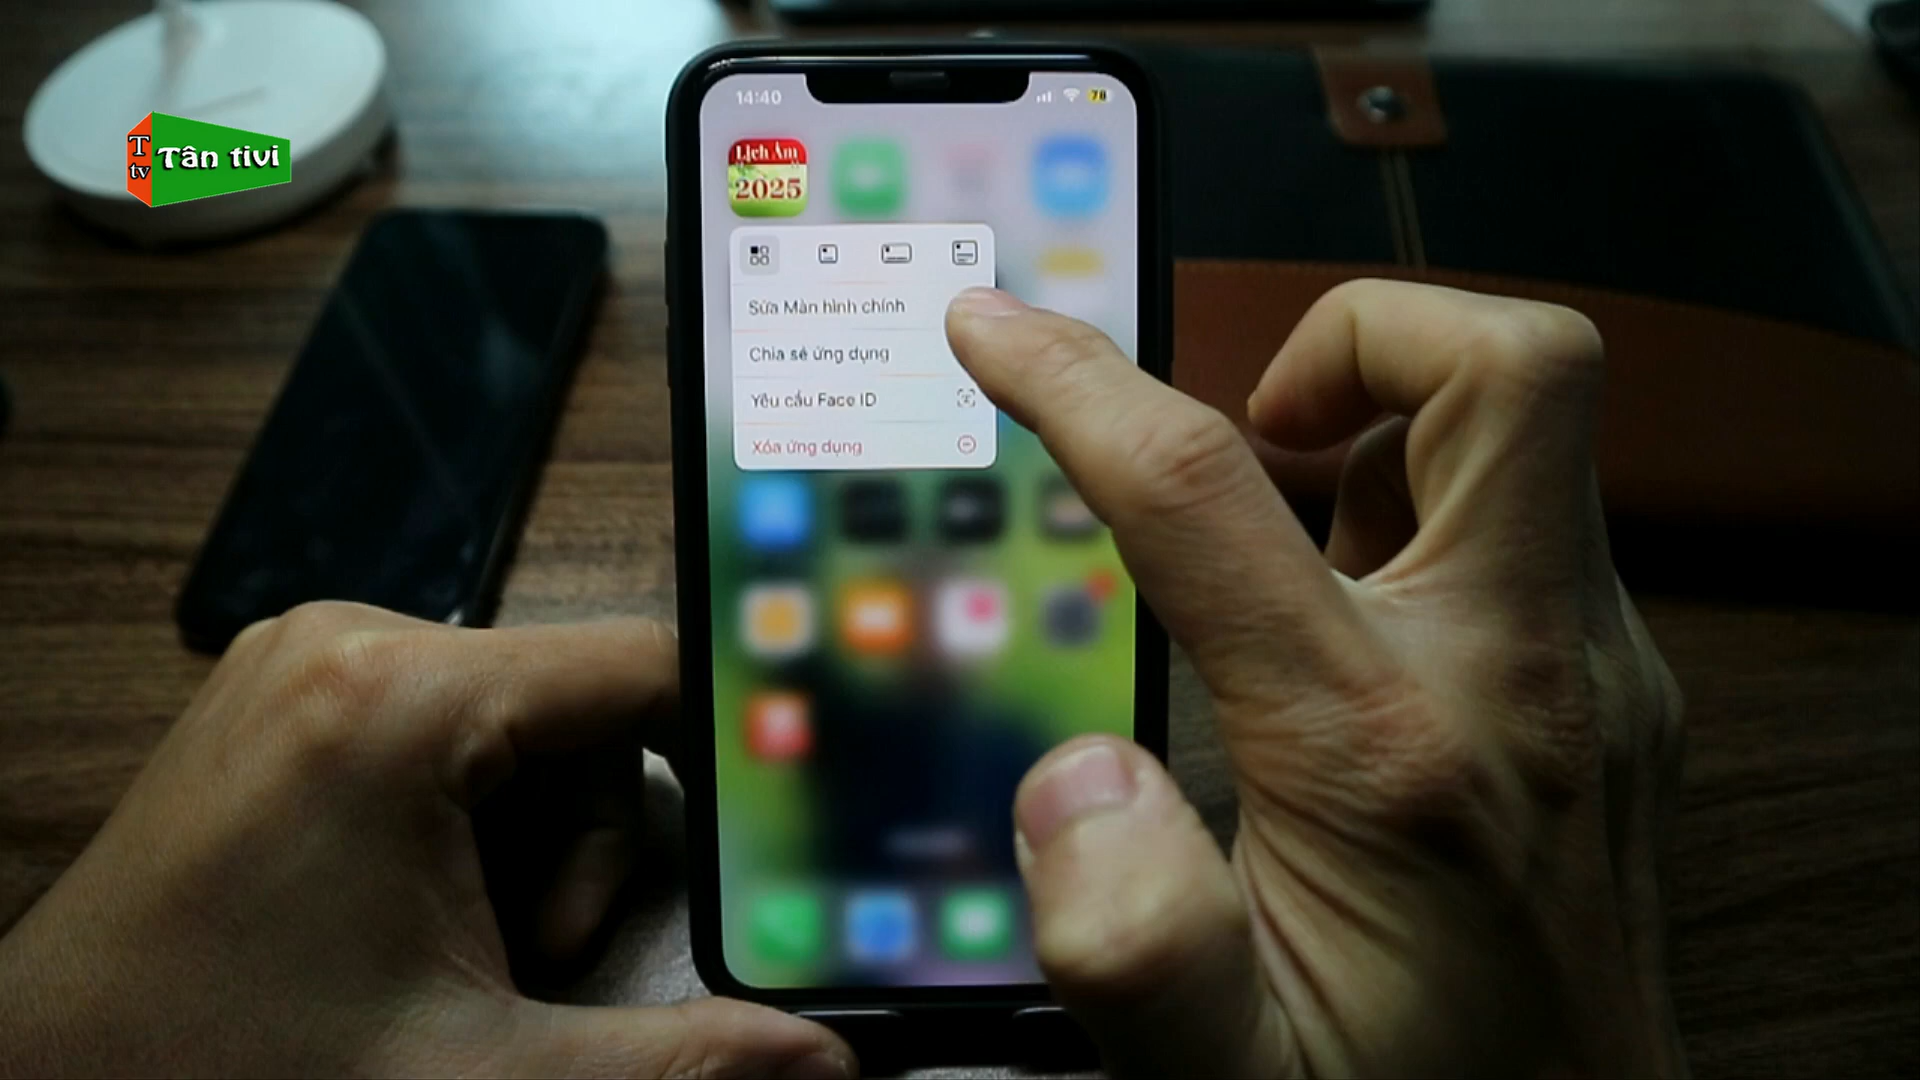 14:40
78
T
tv
Tân tivi
Lịch Âm
2025
Sửa Màn hình chính
Chia sẻ ứng dụng
Yêu cầu Face ID
Xóa ứng dụng